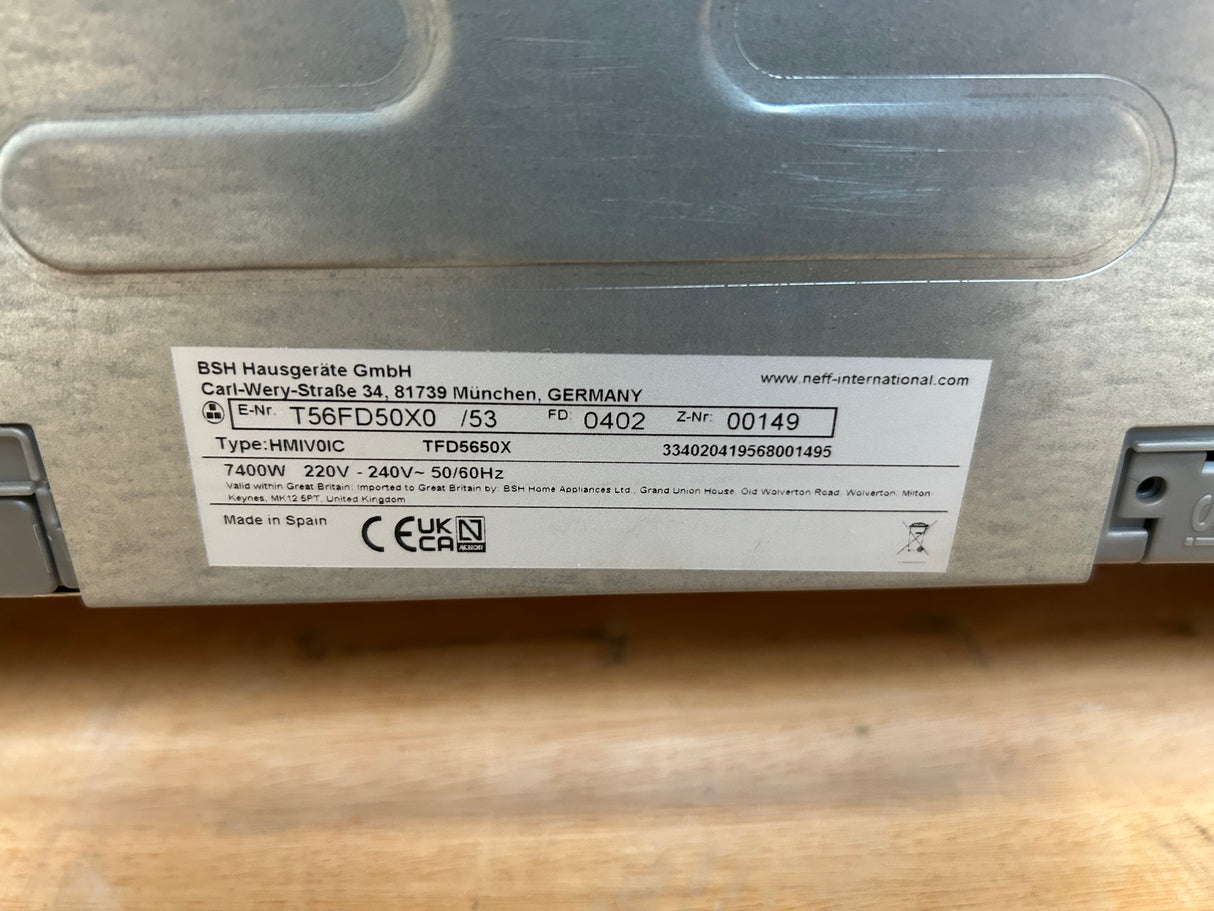 BSH Hausgeräte GmbH
Carl-Wery-Straße 34, 81739 München, GERMANY
www.neff-international.com
E-Nr. T56FD50X0 /53 FD: 0402 Z-Nr: 00149
Type:HMIV0IC TFD5650X 334020419568001495
7400W 220V - 240V~ 50/60Hz
Valid within Great Britain: Imported to Great Britain by: BSH Home Appliances Ltd., Grand Union House, Old Wolverton Road, Wolverton, Milton
Keynes, MK12 5PT, United Kingdom
Made in Spain CE UK
CA N
AENOR